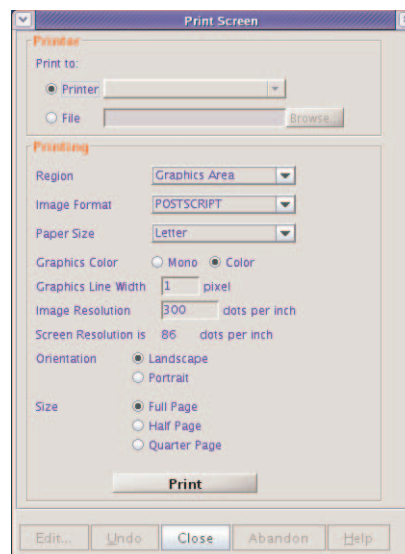 Print Screen
Printer
Print to:
Printer
File Browse...
Printing
Region Graphics Area
Image Format POSTSCRIPT
Paper Size Letter
Graphics Color Mono Color
Graphics Line Width 1 pixel
Image Resolution 300 dots per inch
Screen Resolution is 86 dots per inch
Orientation Landscape
Portrait
Size Full Page
Half Page
Quarter Page
Print
Edit... Undo Close Abandon Help